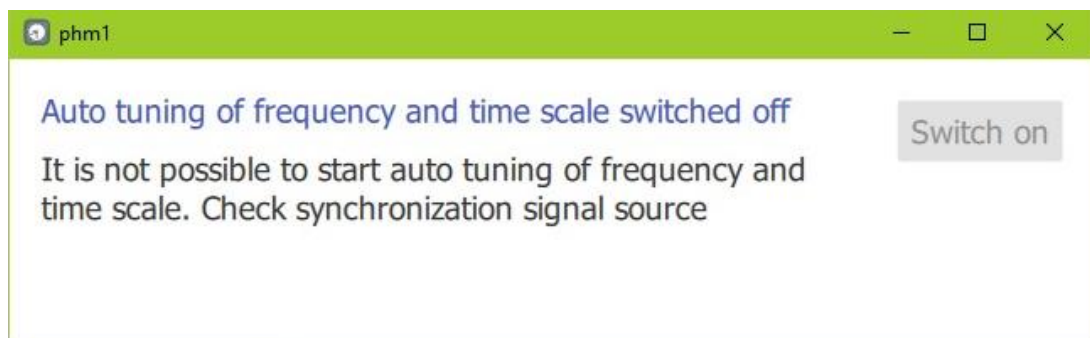 phm1
Auto tuning of frequency and time scale switched off
Switch on
It is not possible to start auto tuning of frequency and
time scale. Check synchronization signal source